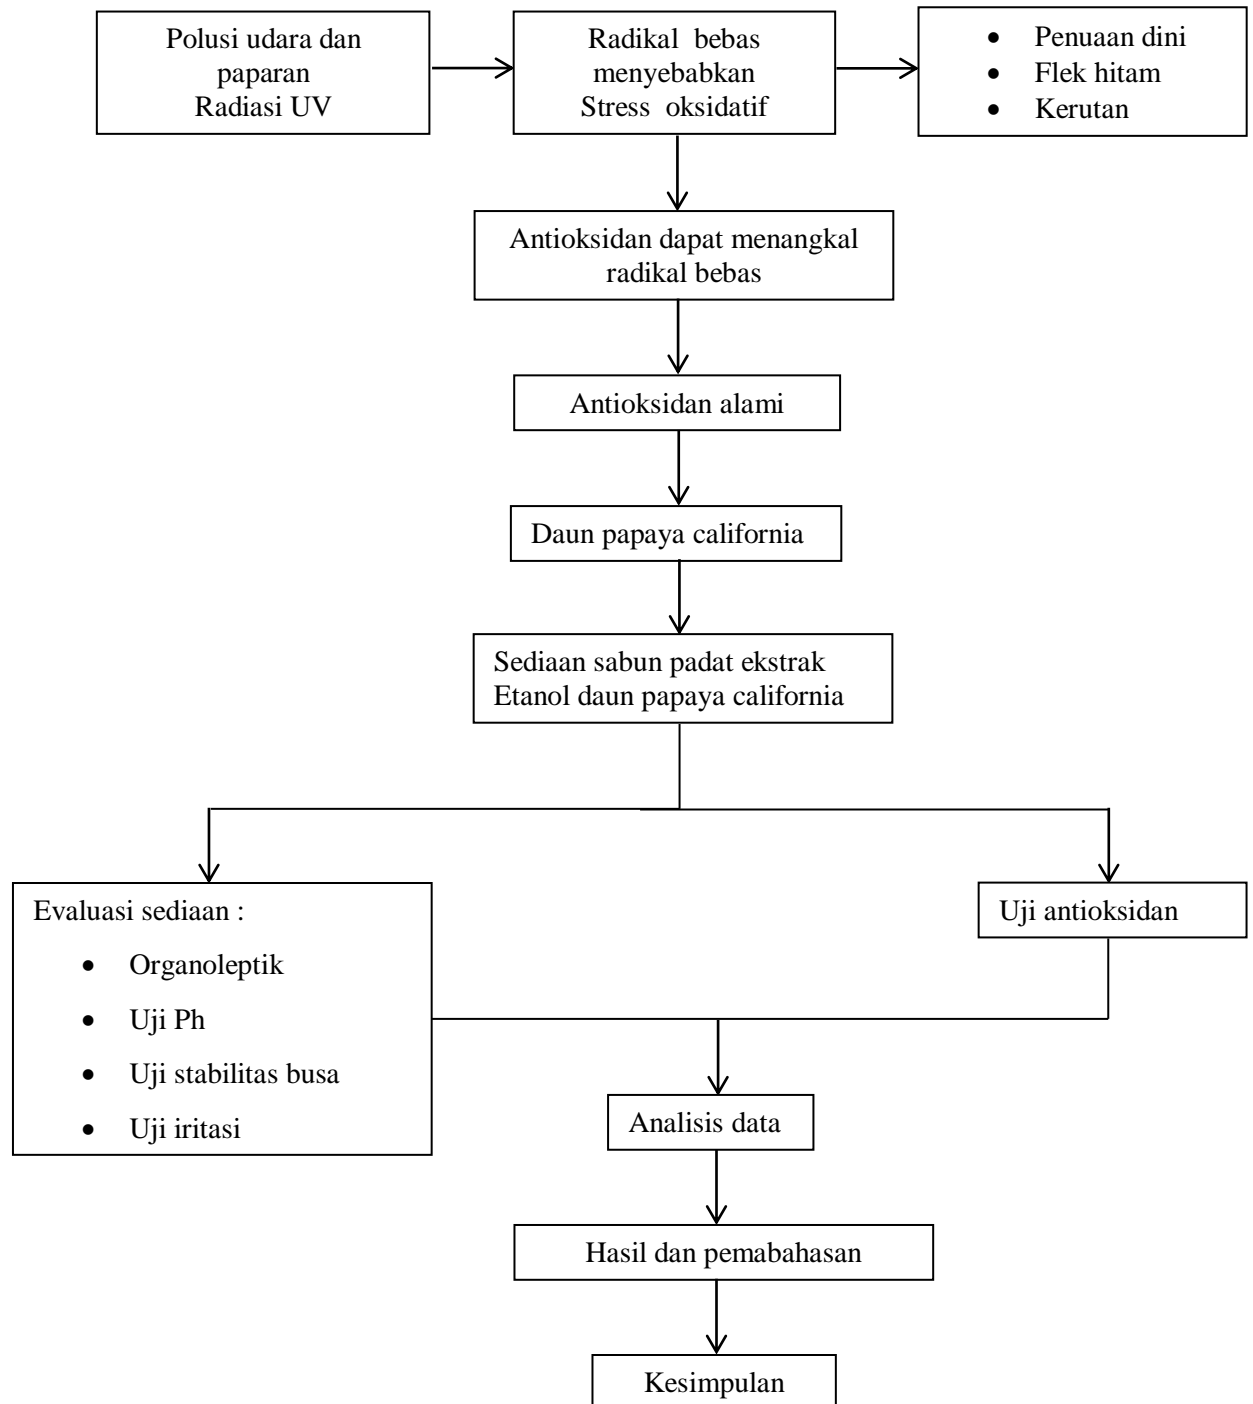 Polusi udara dan
paparan
Radiasi UV
Radikal bebas
menyebabkan
Stress oksidatif
• Penuaan dini
• Flek hitam
• Kerutan
Antioksidan dapat menangkal
radikal bebas
Antioksidan alami
Daun papaya california
Sediaan sabun padat ekstrak
Etanol daun papaya california
Evaluasi sediaan :
• Organoleptik
• Uji Ph
• Uji stabilitas busa
• Uji iritasi
Uji antioksidan
Analisis data
Hasil dan pemabahasan
Kesimpulan